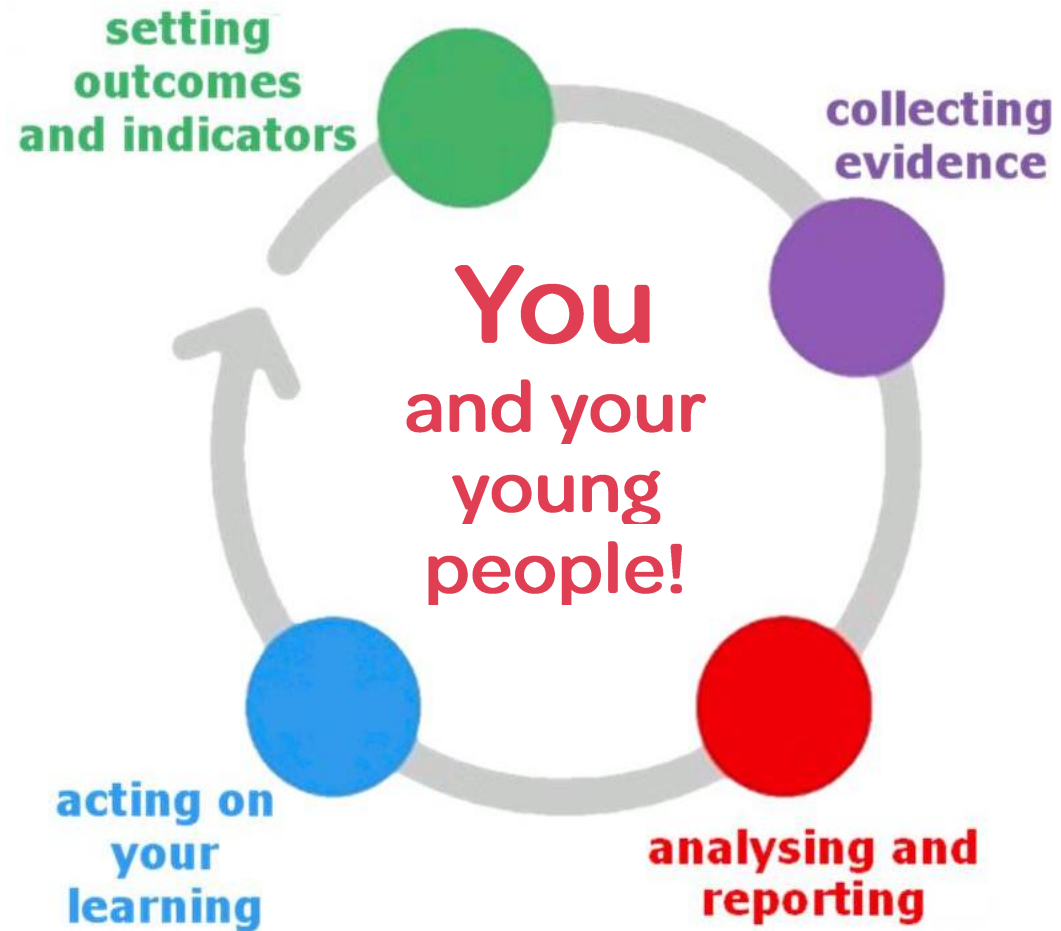 setting
outcomes
and indicators
collecting
evidence
You
and your
young
people!
analysing and
reporting
acting on
your
learning